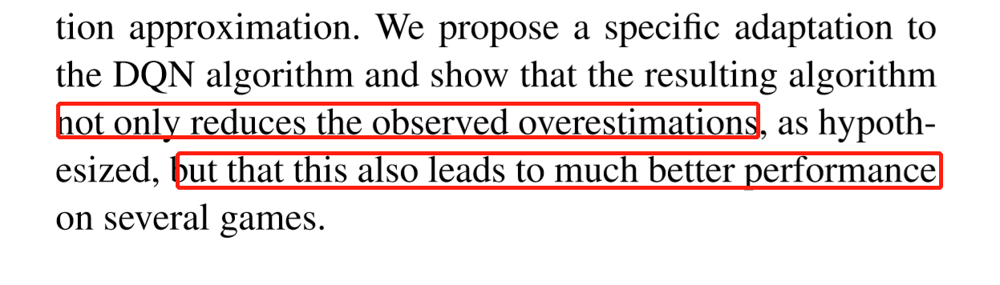 tion approximation. We propose a specific adaptation to
the DQN algorithm and show that the resulting algorithm
not only reduces the observed overestimations, as hypoth-
esized, but that this also leads to much better performance
on several games.